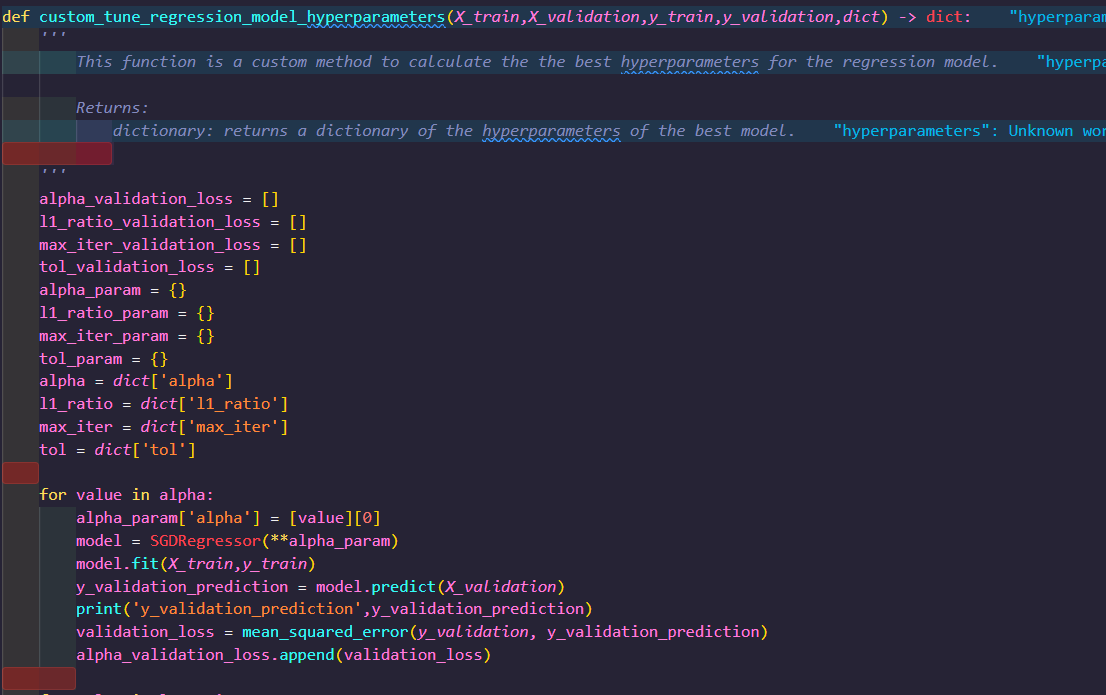 def custom_tune_regression_model_hyperparameters(X_train,X_validation,y_train,y_validation,dict) -> dict:    "hyperparam
'''
This function is a custom method to calculate the the best hyperparameters for the regression model.    "hyperpa
Returns:
dictionary: returns a dictionary of the hyperparameters of the best model.    "hyperparameters": Unknown wor
'''
alpha_validation_loss = []
l1_ratio_validation_loss = []
max_iter_validation_loss = []
tol_validation_loss = []
alpha_param = {}
l1_ratio_param = {}
max_iter_param = {}
tol_param = {}
alpha = dict['alpha']
l1_ratio = dict['l1_ratio']
max_iter = dict['max_iter']
tol = dict['tol']
for value in alpha:
alpha_param['alpha'] = [value][0]
model = SGDRegressor(**alpha_param)
model.fit(X_train,y_train)
y_validation_prediction = model.predict(X_validation)
print('y_validation_prediction',y_validation_prediction)
validation_loss = mean_squared_error(y_validation, y_validation_prediction)
alpha_validation_loss.append(validation_loss)